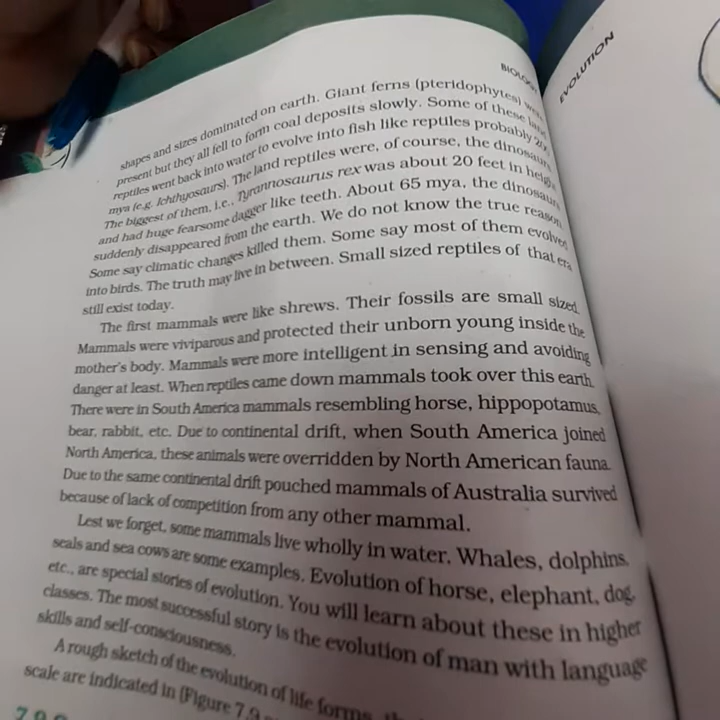 BIOLOGY
shapes and sizes dominated on earth. Giant ferns (pteridophytes) were
present but they all fell to form coal deposits slowly. Some of these land
reptiles went back into water to evolve into fish like reptiles probably 200
mya (e.g. Ichthyosaurs). The land reptiles were, of course, the dinosaurs.
The biggest of them, i.e., Tyrannosaurus rex was about 20 feet in height
and had huge fearsome dagger like teeth. About 65 mya, the dinosaurs
suddenly disappeared from the earth. We do not know the true reason.
Some say climatic changes killed them. Some say most of them evolved
into birds. The truth may live in between. Small sized reptiles of that era
still exist today.
The first mammals were like shrews. Their fossils are small sized.
Mammals were viviparous and protected their unborn young inside the
mother's body. Mammals were more intelligent in sensing and avoiding
danger at least. When reptiles came down mammals took over this earth.
There were in South America mammals resembling horse, hippopotamus,
bear, rabbit, etc. Due to continental drift, when South America joined
North America, these animals were overridden by North American fauna.
Due to the same continental drift pouched mammals of Australia survived
because of lack of competition from any other mammal.
Lest we forget, some mammals live wholly in water. Whales, dolphins,
seals and sea cows are some examples. Evolution of horse, elephant, dog,
etc., are special stories of evolution. You will learn about these in higher
classes. The most successful story is the evolution of man with language
skills and self-consciousness.
A rough sketch of the evolution of life forms,
scale are indicated in (Figure 7.9
EVOLUTION